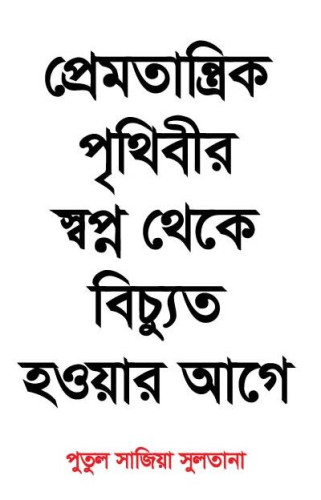 প্রেমতান্ত্রিক
পৃথিবীর
স্বপ্ন থেকে
বিচ্যুত
হওয়ার আগে
পুতুল সাজিয়া সুলতানা